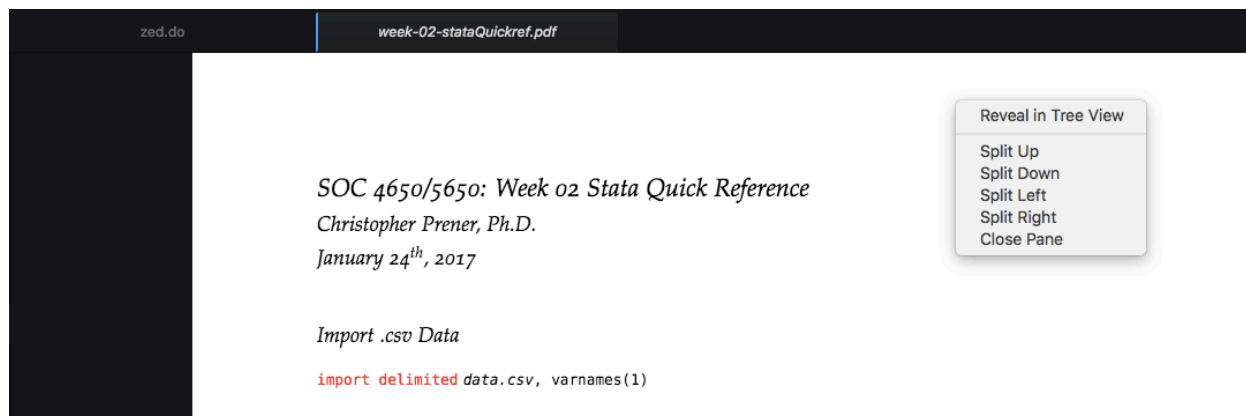 zed.do
week-02-stataQuickref.pdf
Reveal in Tree View
Split Up
Split Down
Split Left
Split Right
Close Pane
SOC 4650/5650: Week 02 Stata Quick Reference
Christopher Prener, Ph.D.
January 24th, 2017
Import .csv Data
import delimited data.csv, varnames(1)